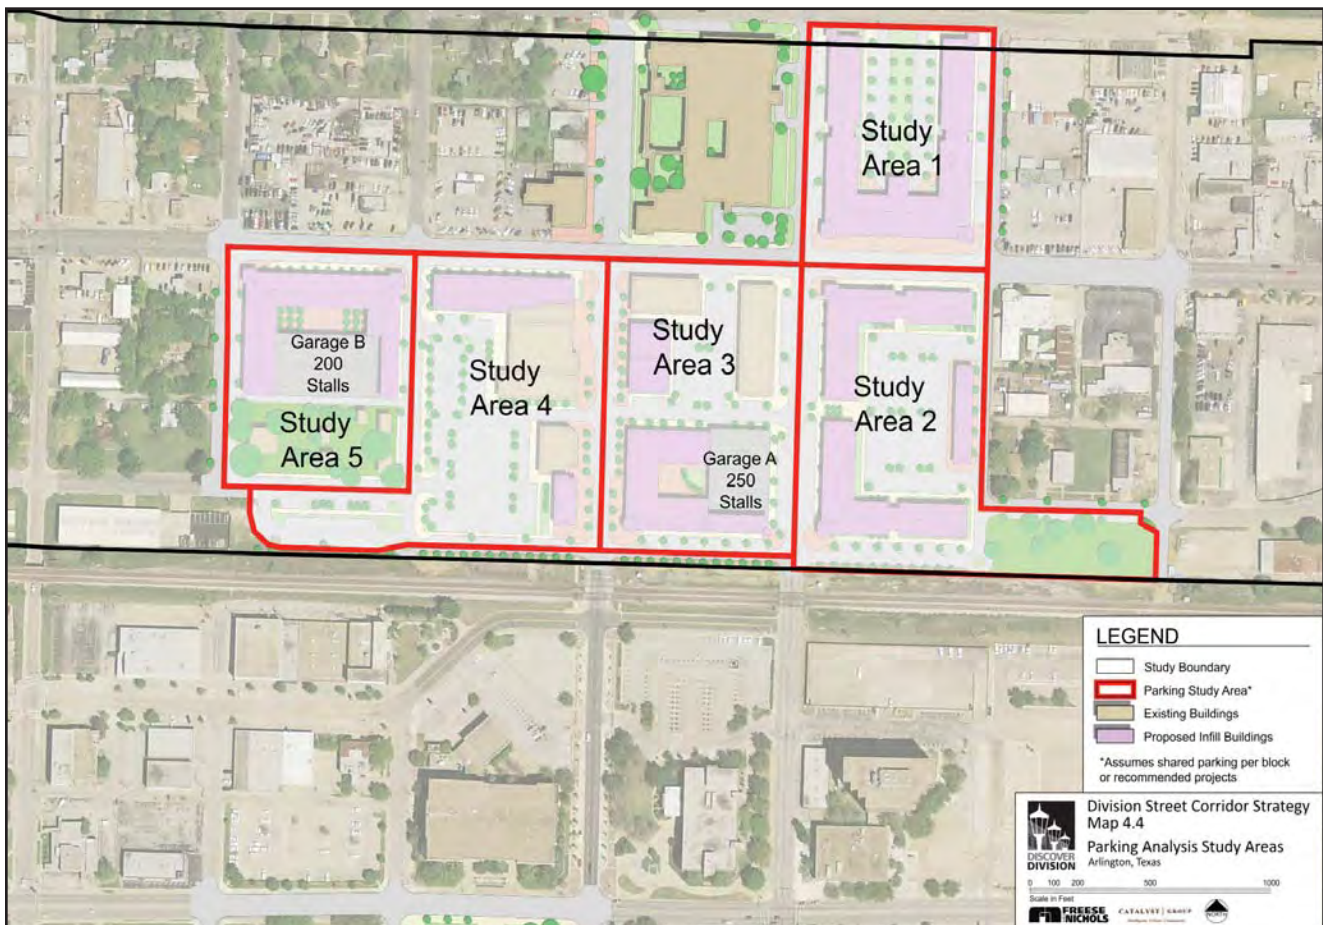 Study
Area 1
Garage B
200
Stalls
Study
Area 5
Study
Area 4
Study
Area 3
Garage A
250
Stalls
Study
Area 2
LEGEND
Study Boundary
Parking Study Area*
Existing Buildings
Proposed Infill Buildings
*Assumes shared parking per block
or recommended projects
DISCOVER
DIVISION
Division Street Corridor Strategy
Map 4.4
Parking Analysis Study Areas
Arlington, Texas
0 100 200 500 1000
Scale in Feet
FREESE
NICHOLS
CATALYST GROUP
NORTH